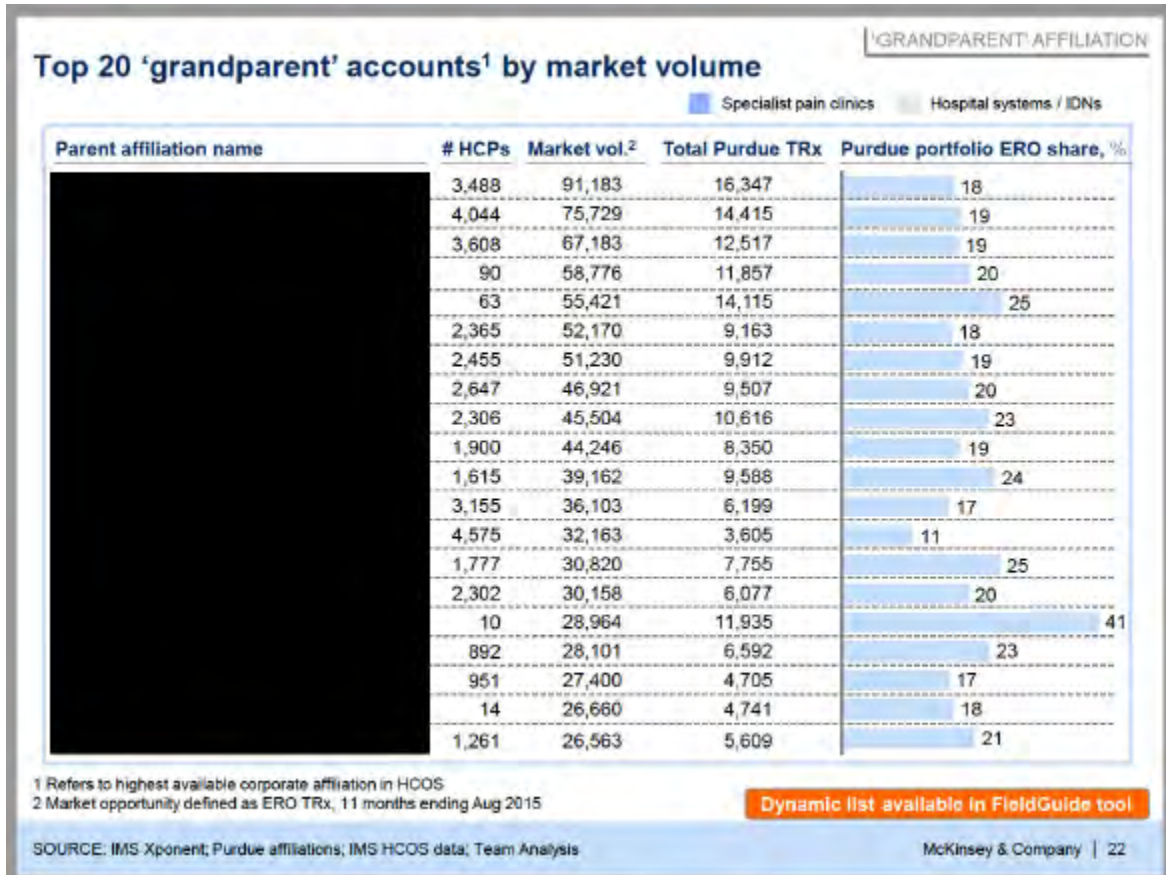 'GRANDPARENT' AFFILIATION
Top 20 'grandparent' accounts¹ by market volume
Specialist pain clinics Hospital systems / IDNs
Parent affiliation name # HCPs Market vol.² Total Purdue TRx Purdue portfolio ERO share, %
3,488 91,183 16,347 18
4,044 75,729 14,415 19
3,608 67,183 12,517 19
90 58,776 11,857 20
63 55,421 14,115 25
2,365 52,170 9,163 18
2,455 51,230 9,912 19
2,647 46,921 9,507 20
2,306 45,504 10,616 23
1,900 44,246 8,350 19
1,615 39,162 9,588 24
3,155 36,103 6,199 17
4,575 32,163 3,605 11
1,777 30,820 7,755 25
2,302 30,158 6,077 20
10 28,964 11,935 41
892 28,101 6,592 23
951 27,400 4,705 17
14 26,660 4,741 18
1,261 26,563 5,609 21
1 Refers to highest available corporate affiliation in HCOS
2 Market opportunity defined as ERO TRx, 11 months ending Aug 2015
Dynamic list available in FieldGuide tool
SOURCE: IMS Xponent; Purdue affiliations; IMS HCOS data; Team Analysis
McKinsey & Company | 22